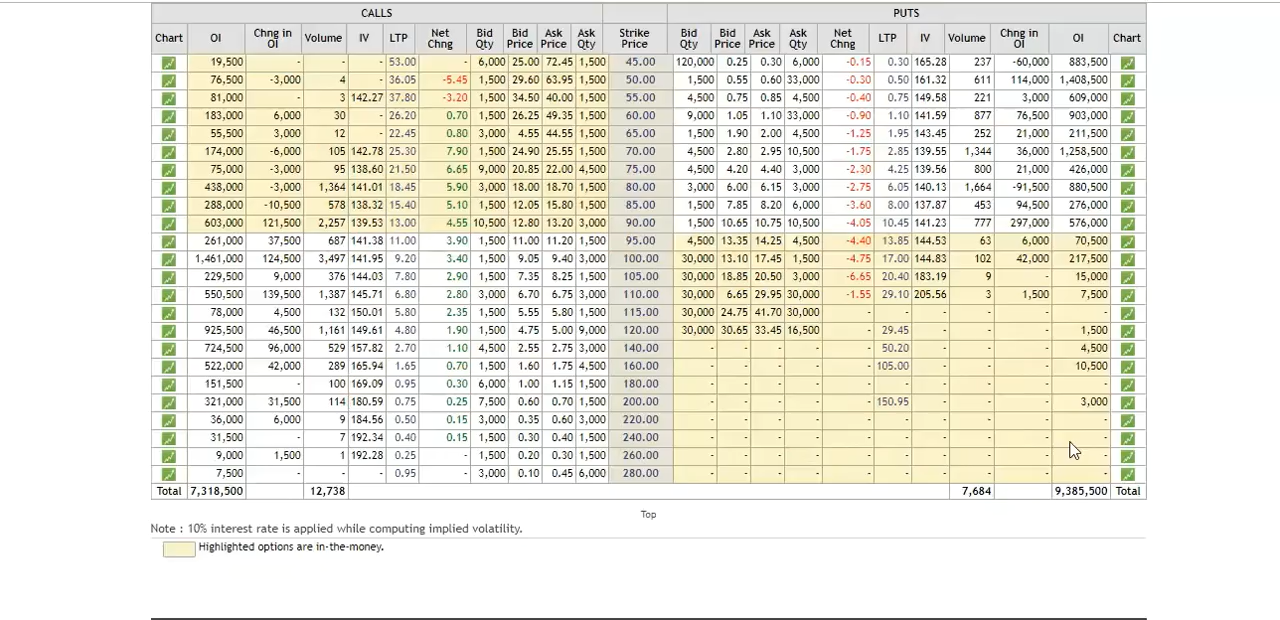 CALLS PUTS
Chart OI Chng in OI Volume IV LTP Net Chng Bid Qty Bid Price Ask Price Ask Qty Strike Price Bid Qty Bid Price Ask Price Ask Qty Net Chng LTP IV Volume Chng in OI OI Chart
19,500 - - - 53.00 - 6,000 25.00 72.45 1,500 45.00 120,000 0.25 0.30 6,000 -0.15 0.30 165.28 237 -60,000 883,500
76,500 -3,000 4 - 36.05 -5.45 1,500 29.60 63.95 1,500 50.00 1,500 0.55 0.60 33,000 -0.30 0.50 161.32 611 114,000 1,408,500
81,000 - 3 142.27 37.80 -3.20 1,500 34.50 40.00 1,500 55.00 4,500 0.75 0.85 4,500 -0.40 0.75 149.58 221 3,000 609,000
183,000 6,000 30 - 26.20 0.70 1,500 26.25 49.35 1,500 60.00 9,000 1.05 1.10 33,000 -0.90 1.10 141.59 877 76,500 903,000
55,500 3,000 12 - 22.45 0.80 3,000 4.55 44.55 1,500 65.00 1,500 1.90 2.00 4,500 -1.25 1.95 143.45 252 21,000 211,500
174,000 -6,000 105 142.78 25.30 7.90 1,500 24.90 25.55 1,500 70.00 4,500 2.80 2.95 10,500 -1.75 2.85 139.55 1,344 36,000 1,258,500
75,000 -3,000 95 138.60 21.50 6.65 9,000 20.85 22.00 4,500 75.00 4,500 4.20 4.40 3,000 -2.30 4.25 139.56 800 21,000 426,000
438,000 -3,000 1,364 141.01 18.45 5.90 3,000 18.00 18.70 1,500 80.00 3,000 6.00 6.15 3,000 -2.75 6.05 140.13 1,664 -91,500 880,500
288,000 -10,500 578 138.32 15.40 5.10 1,500 12.05 15.80 1,500 85.00 1,500 7.85 8.20 6,000 -3.60 8.00 137.87 453 94,500 276,000
603,000 121,500 2,257 139.53 13.00 4.55 10,500 12.80 13.20 3,000 90.00 1,500 10.65 10.75 10,500 -4.05 10.45 141.23 777 297,000 576,000
261,000 37,500 687 141.38 11.00 3.90 1,500 11.00 11.20 1,500 95.00 4,500 13.35 14.25 4,500 -4.40 13.85 144.53 63 6,000 70,500
1,461,000 124,500 3,497 141.95 9.20 3.40 1,500 9.05 9.40 3,000 100.00 30,000 13.10 17.45 1,500 -4.75 17.00 144.83 102 42,000 217,500
229,500 9,000 376 144.03 7.80 2.90 1,500 7.35 8.25 1,500 105.00 30,000 18.85 20.50 3,000 -6.65 20.40 183.19 9 - 15,000
550,500 139,500 1,387 145.71 6.80 2.80 3,000 6.70 6.75 3,000 110.00 30,000 6.65 29.95 30,000 -1.55 29.10 205.56 3 1,500 7,500
78,000 4,500 132 150.01 5.80 2.35 1,500 5.55 5.80 1,500 115.00 30,000 24.75 41.70 30,000 - - - - - -
925,500 46,500 1,161 149.61 4.80 1.90 1,500 4.75 5.00 9,000 120.00 30,000 30.65 33.45 16,500 - 29.45 - - - 1,500
724,500 96,000 529 157.82 2.70 1.10 4,500 2.55 2.75 3,000 140.00 - - - - - 50.20 - - - 4,500
522,000 42,000 289 165.94 1.65 0.70 1,500 1.60 1.75 4,500 160.00 - - - - - 105.00 - - - 10,500
151,500 - 100 169.09 0.95 0.30 6,000 1.00 1.15 1,500 180.00 - - - - - - - - - -
321,000 31,500 114 180.59 0.75 0.25 7,500 0.60 0.70 1,500 200.00 - - - - - 150.95 - - - 3,000
36,000 6,000 9 184.56 0.50 0.15 3,000 0.35 0.60 3,000 220.00 - - - - - - - - - -
31,500 - 7 192.34 0.40 0.15 1,500 0.30 0.40 1,500 240.00 - - - - - - - - - -
9,000 1,500 1 192.28 0.25 - 1,500 0.20 0.30 1,500 260.00 - - - - - - - - - -
7,500 - - - 0.95 - 3,000 0.10 0.45 6,000 280.00 - - - - - - - - - -
Total 7,318,500 12,738 7,684 9,385,500 Total
Top
Note : 10% interest rate is applied while computing implied volatility.
Highlighted options are in-the-money.